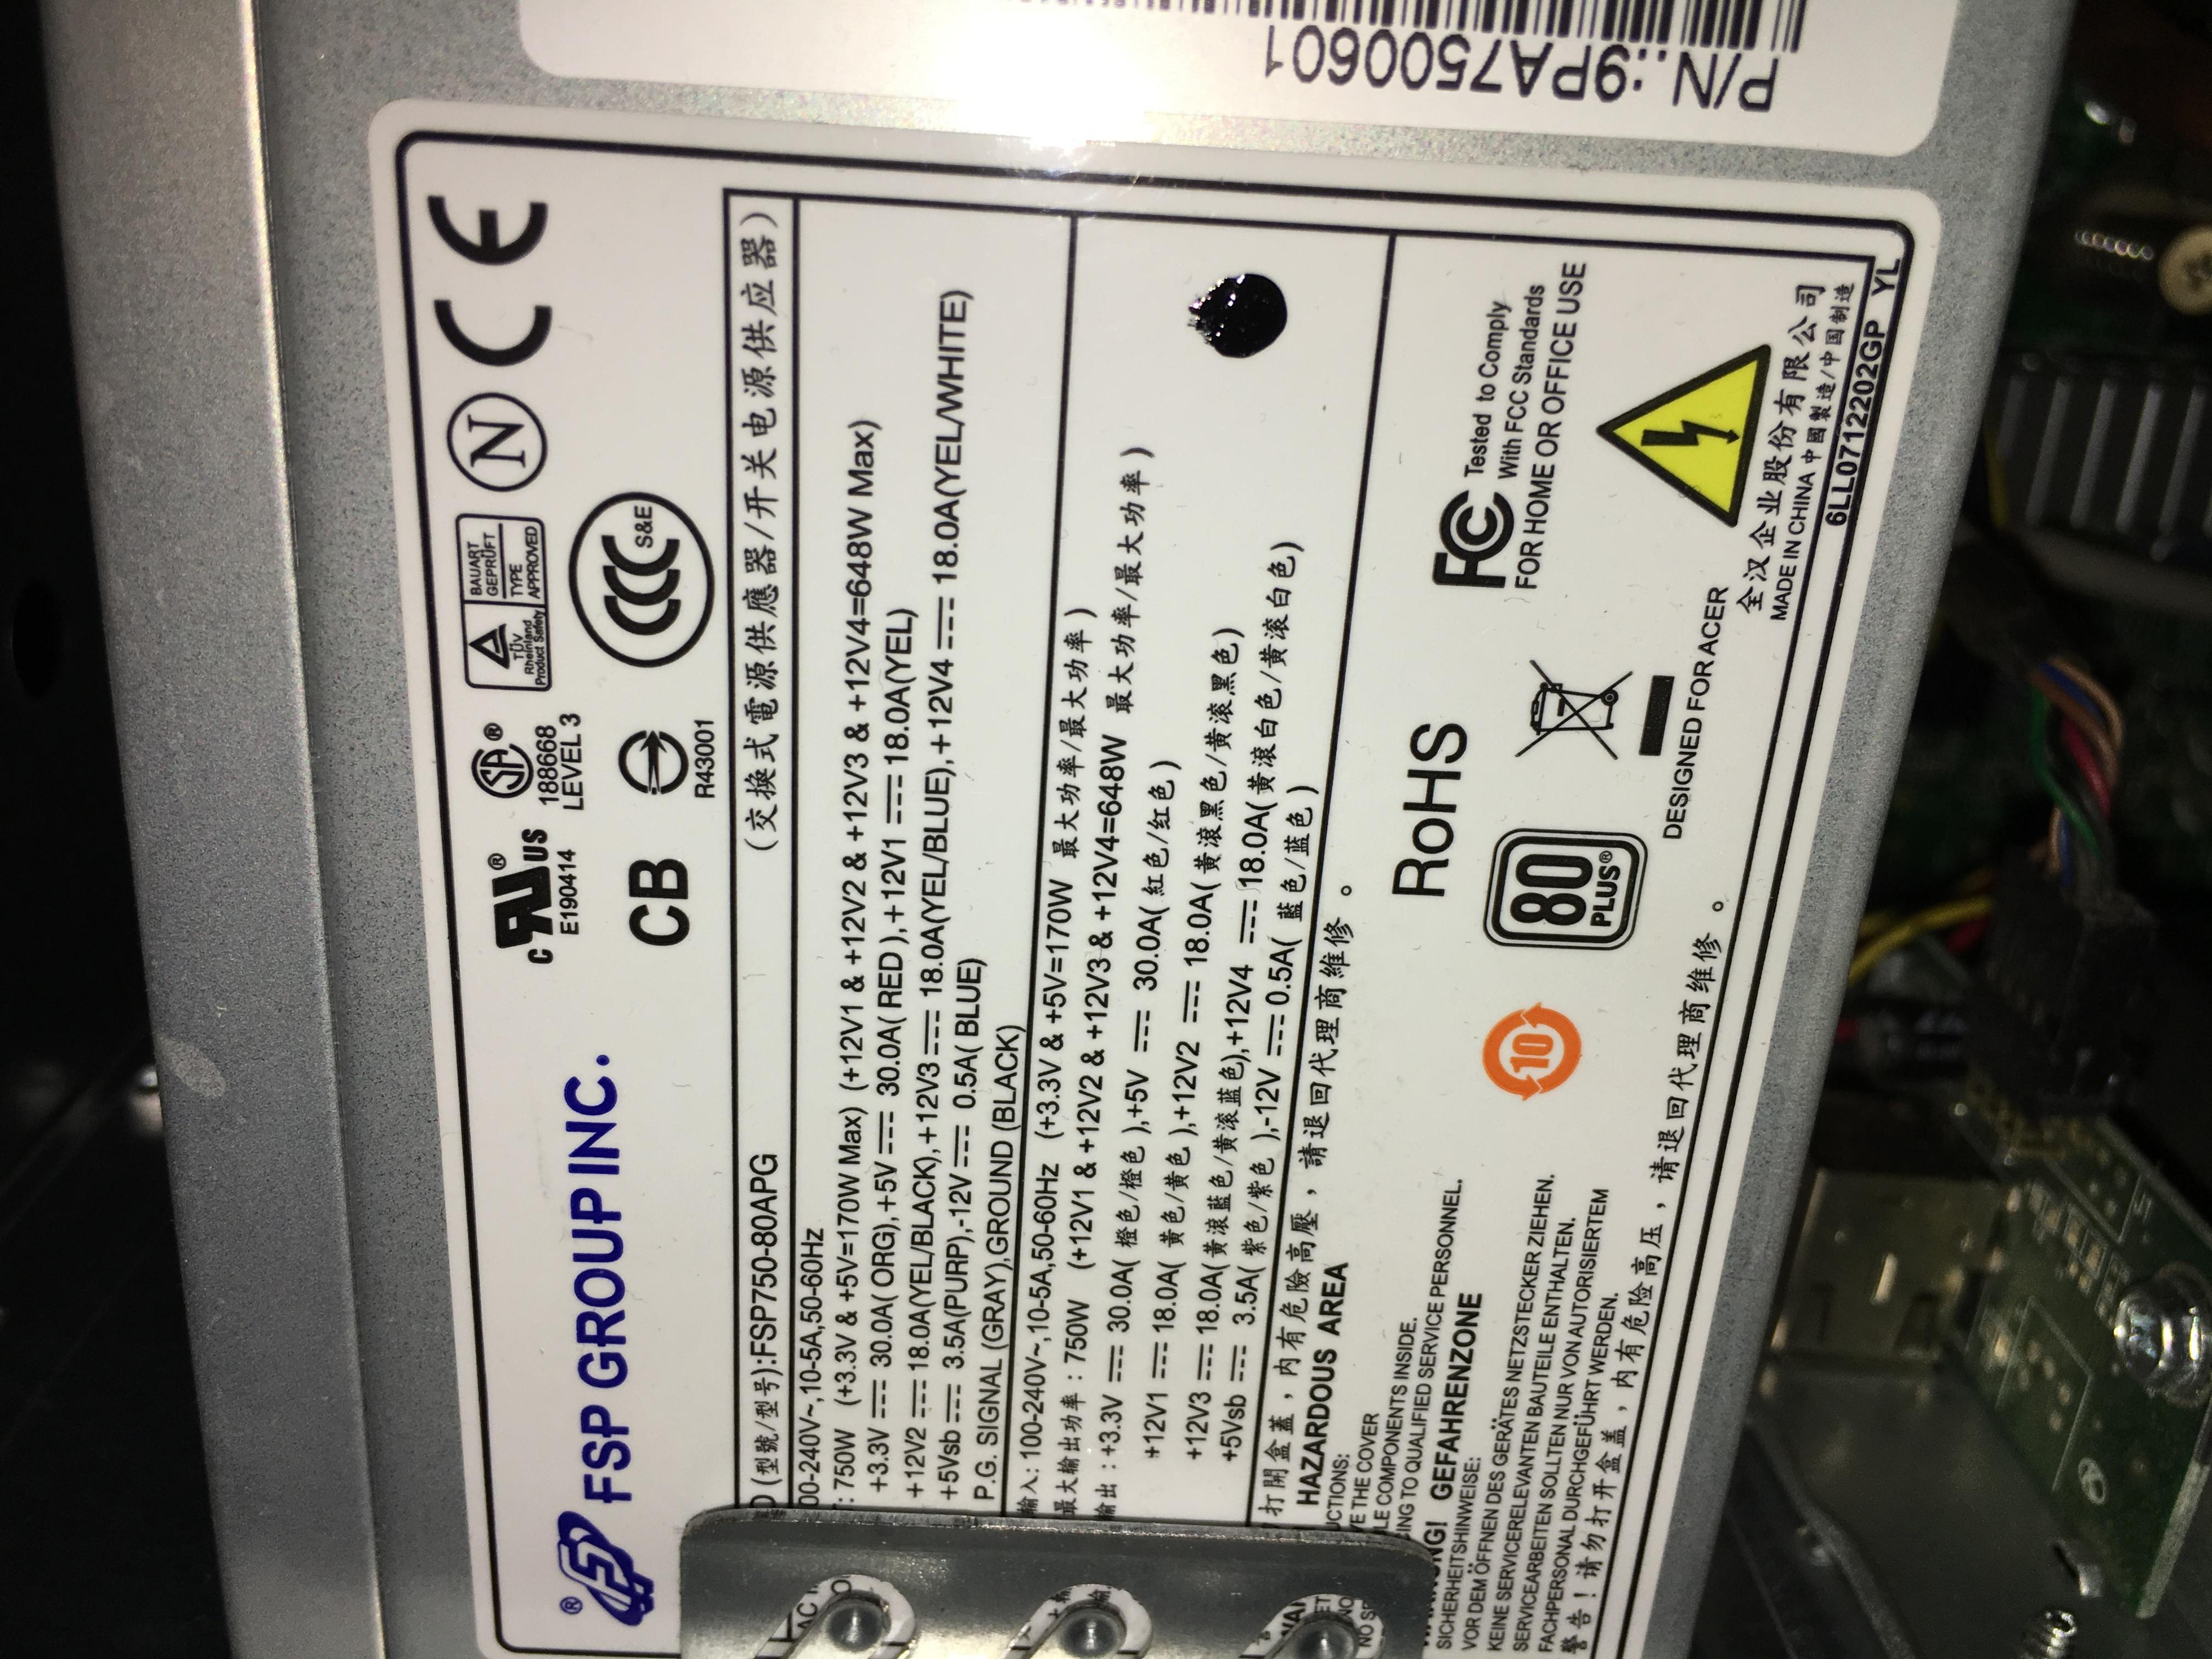 P/N.:9PA7500601
® FSP GROUP INC.
c RU US ® E190414
SA ® 188668 LEVEL 3
TÜV Rheinland Product Safety
BAUART GEPRÜFT TYPE APPROVED
N
CE
CB
R43001
CCC S&E
(型號/型号):FSP750-80APG (交換式電源供應器/开关电源供应器)
00-240V~,10-5A,50-60Hz
: 750W (+3.3V & +5V=170W Max) (+12V1 & +12V2 & +12V3 & +12V4=648W Max)
+3.3V 30.0A( ORG),+5V 30.0A( RED ),+12V1 18.0A(YEL)
+12V2 18.0A(YEL/BLACK),+12V3 18.0A(YEL/BLUE),+12V4 18.0A(YEL/WHITE)
+5Vsb 3.5A(PURP),-12V 0.5A( BLUE)
P.G. SIGNAL (GRAY),GROUND (BLACK)
輸入: 100-240V~,10-5A,50-60Hz (+3.3V & +5V=170W 最大功率/最大功率)
最大輸出功率: 750W (+12V1 & +12V2 & +12V3 & +12V4=648W 最大功率/最大功率)
輸出: +3.3V 30.0A( 橙色/橙色 ),+5V 30.0A( 紅色/红色 )
+12V1 18.0A( 黃色/黄色 ),+12V2 18.0A( 黃滾黑色/黄滚黑色)
+12V3 18.0A(黃滾藍色/黄滚蓝色),+12V4 18.0A(黃滾白色/黄滚白色)
+5Vsb 3.5A( 紫色/紫色 ),-12V 0.5A( 藍色/蓝色 )
打開盒蓋，內有危險高壓，請退回代理商維修。
HAZARDOUS AREA
UCTIONS:
E THE COVER
LE COMPONENTS INSIDE.
ING TO QUALIFIED SERVICE PERSONNEL.
GEFAHRENZONE
SICHERHEITSHINWEISE:
VOR DEM ÖFFNEN DES GERÄTES NETZSTECKER ZIEHEN.
KEINE SERVICERELEVANTEN BAUTEILE ENTHALTEN.
SERVICEARBEITEN SOLLTEN NUR VON AUTORISIERTEM
FACHPERSONAL DURCHGEFÜHRT WERDEN.
警告！请勿打开盒盖，内有危险高压，请退回代理商维修。
10
RoHS
80 PLUS®
DESIGNED FOR ACER
FC Tested to Comply
With FCC Standards
FOR HOME OR OFFICE USE
全汉企业股份有限公司
MADE IN CHINA 中國製造/中国制造
6LL0712202GP YL